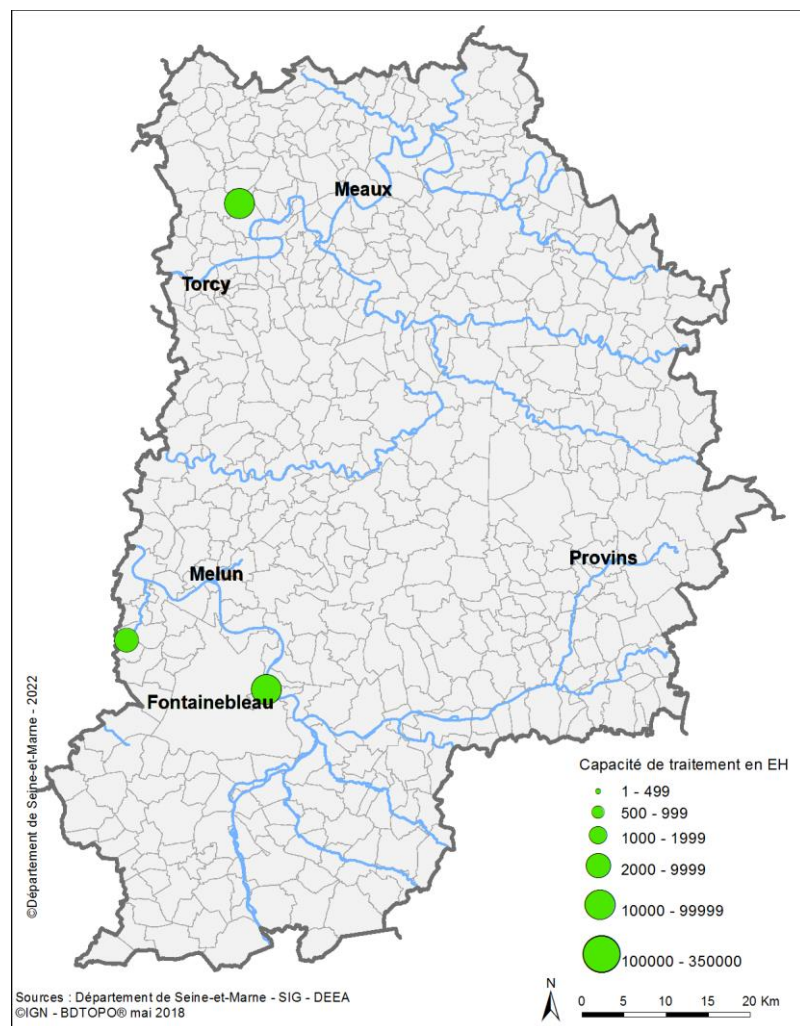 Meaux
Torcy
Provins
Melun
Fontainebleau
©Département de Seine-et-Marne - 2022
Capacité de traitement en EH
1 - 499
500 - 999
1000 - 1999
2000 - 9999
10000 - 99999
100000 - 350000
Sources : Département de Seine-et-Marne - SIG - DEEA
©IGN - BDTOPO® mai 2018
N
0 5 10 15 20 Km